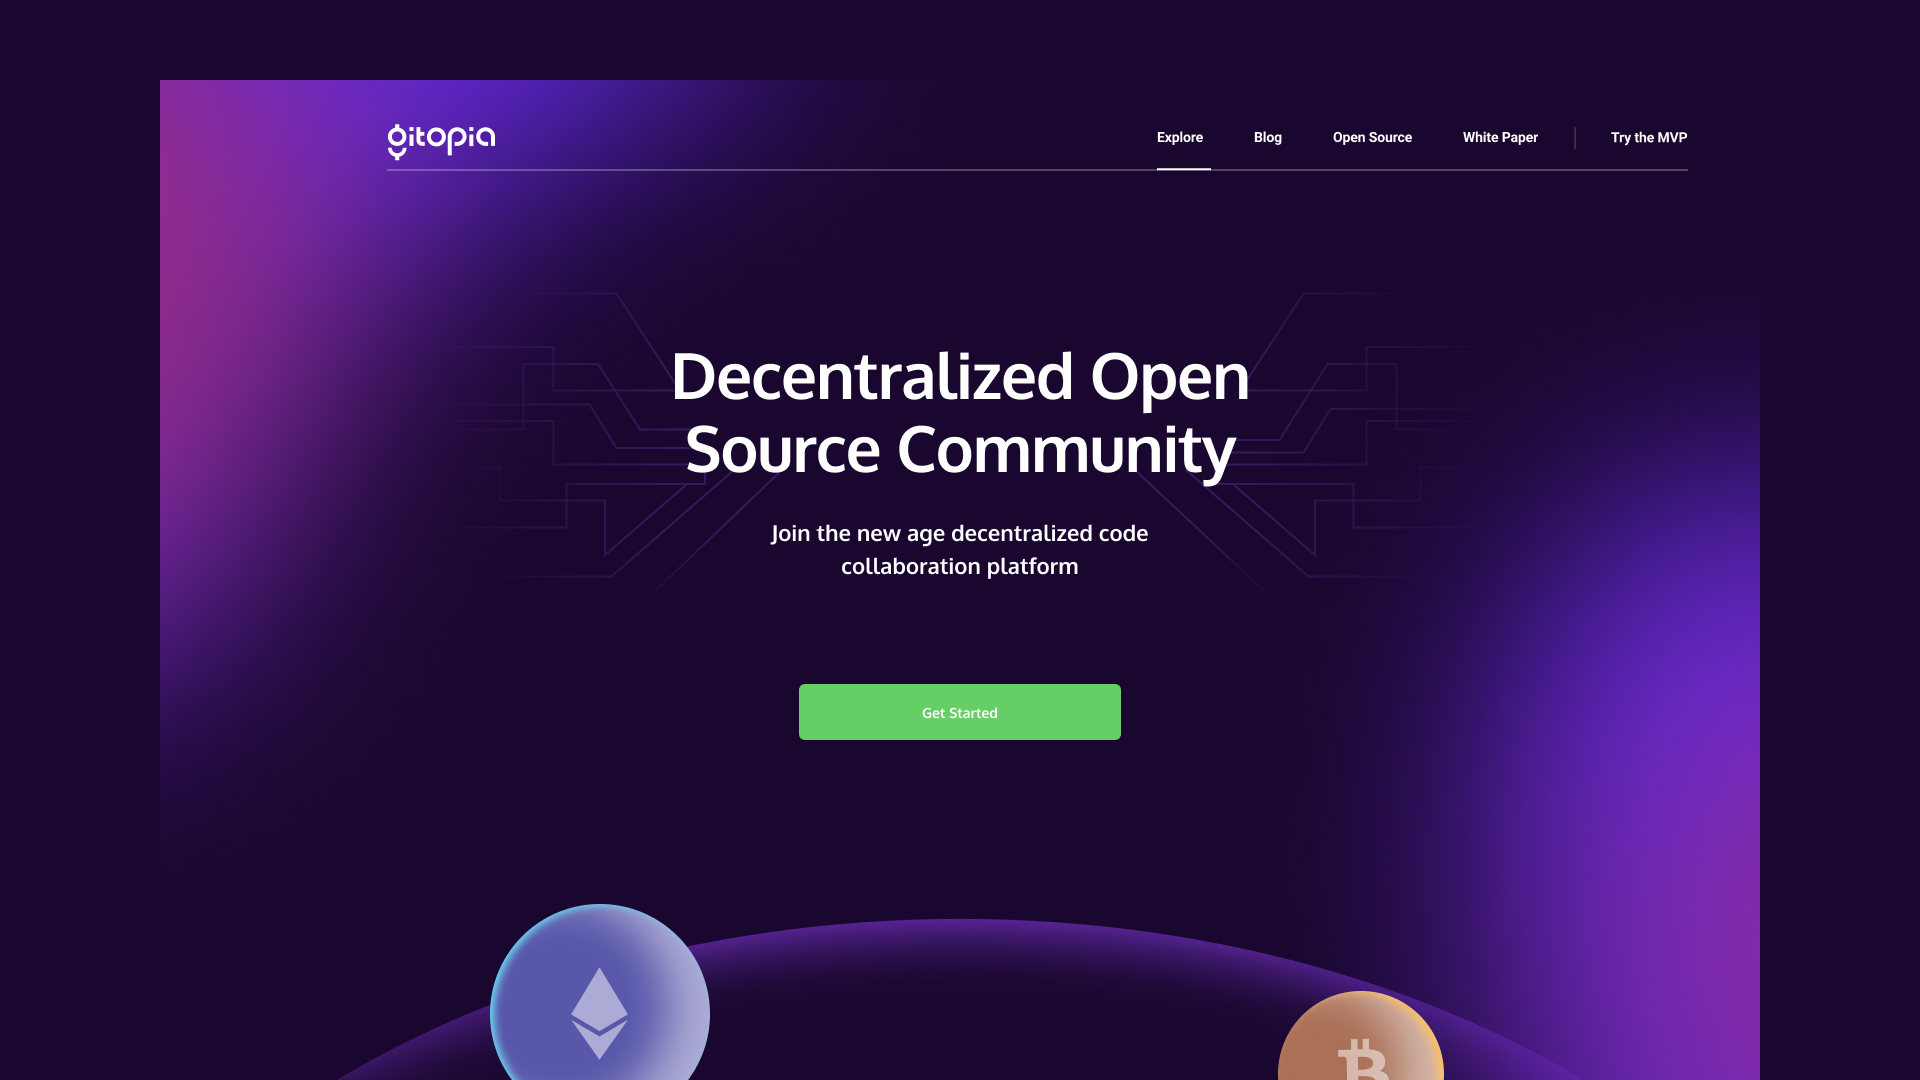 gitopia
Explore
Blog
Open Source
White Paper
Try the MVP
Decentralized Open
Source Community
Join the new age decentralized code
collaboration platform
Get Started